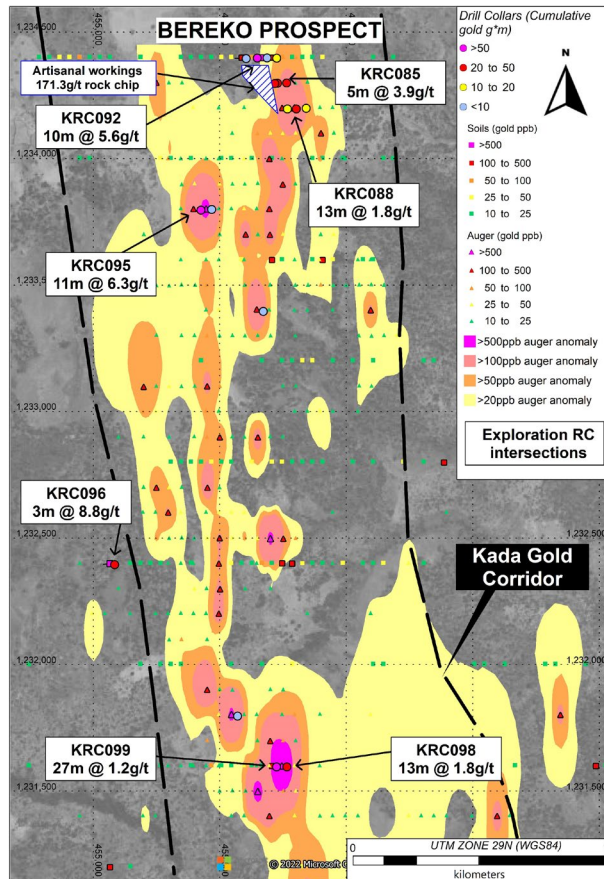 BEREKO PROSPECT
1,234,500
455,000
Artisanal workings
171.3g/t rock chip
KRC085
5m @ 3.9g/t
KRC092
10m @ 5.6g/t
1,234,000
KRC088
13m @ 1.8g/t
KRC095
11m @ 6.3g/t
1,233,500
1,233,000
KRC096
3m @ 8.8g/t
1,232,500
1,232,500
Kada Gold
Corridor
1,232,000
1,232,000
KRC099
27m @ 1.2g/t
KRC098
13m @ 1.8g/t
1,231,500
1,231,500
455,000
© 2022 Microsoft
Drill Collars (Cumulative
gold g*m)
>50
20 to 50
10 to 20
<10
N
Soils (gold ppb)
>500
100 to 500
50 to 100
25 to 50
10 to 25
Auger (gold ppb)
>500
100 to 500
50 to 100
25 to 50
10 to 25
>500ppb auger anomaly
>100ppb auger anomaly
>50ppb auger anomaly
>20ppb auger anomaly
Exploration RC
intersections
UTM ZONE 29N (WGS84)
0
kilometers